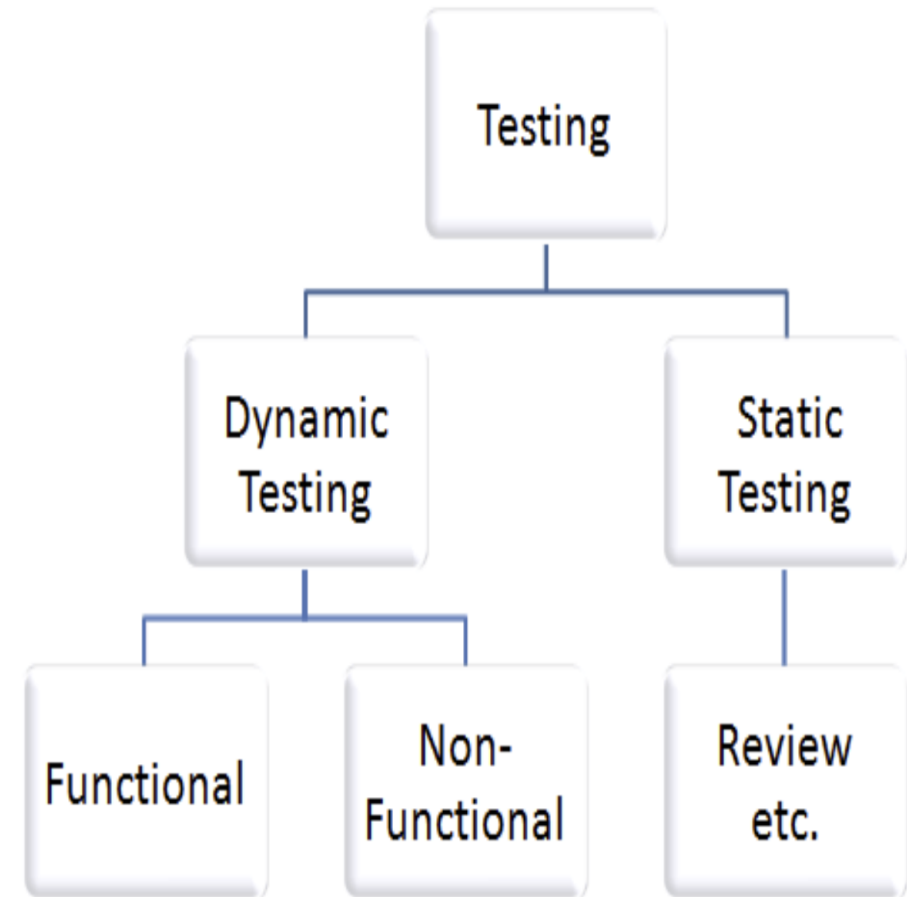 Testing
Dynamic
Testing
Static
Testing
Functional
Non-
Functional
Review
etc.